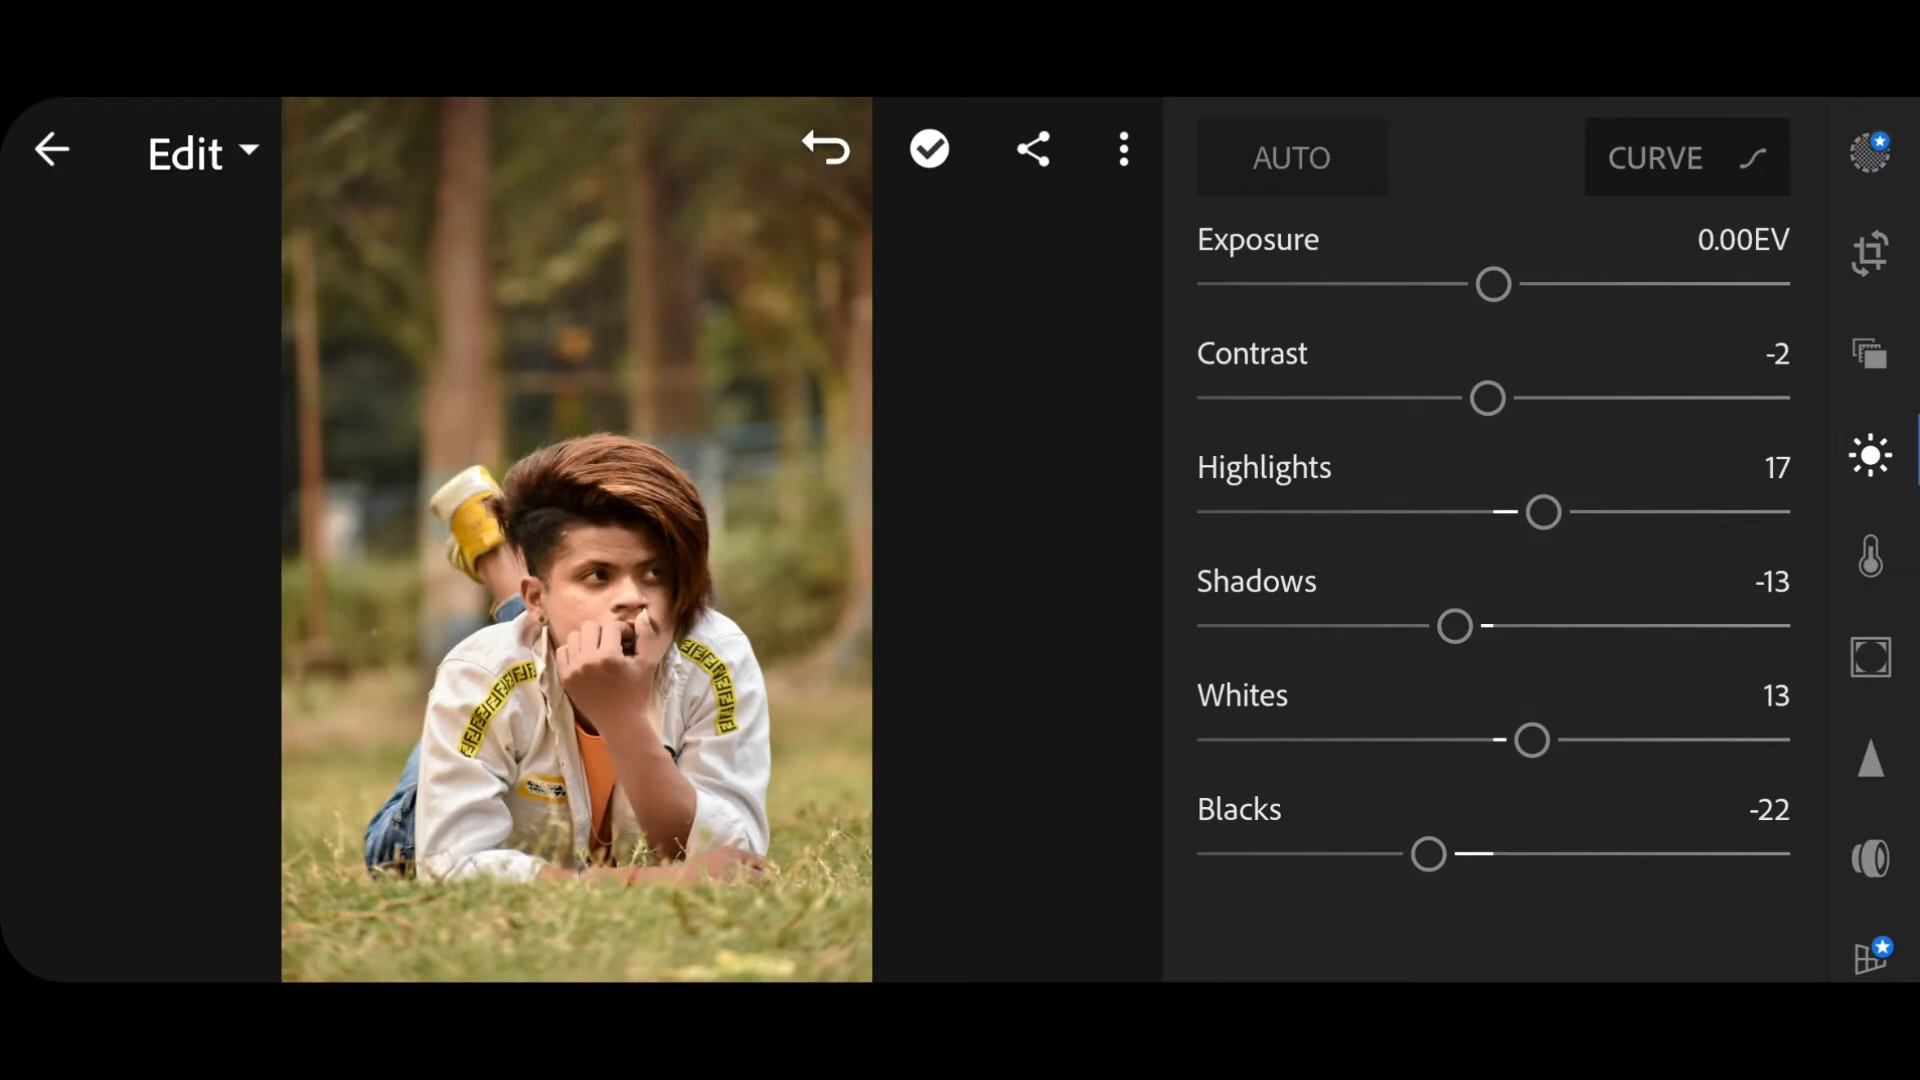 Edit
AUTO
CURVE
Exposure 0.00EV
Contrast -2
Highlights 17
Shadows -13
Whites 13
Blacks -22